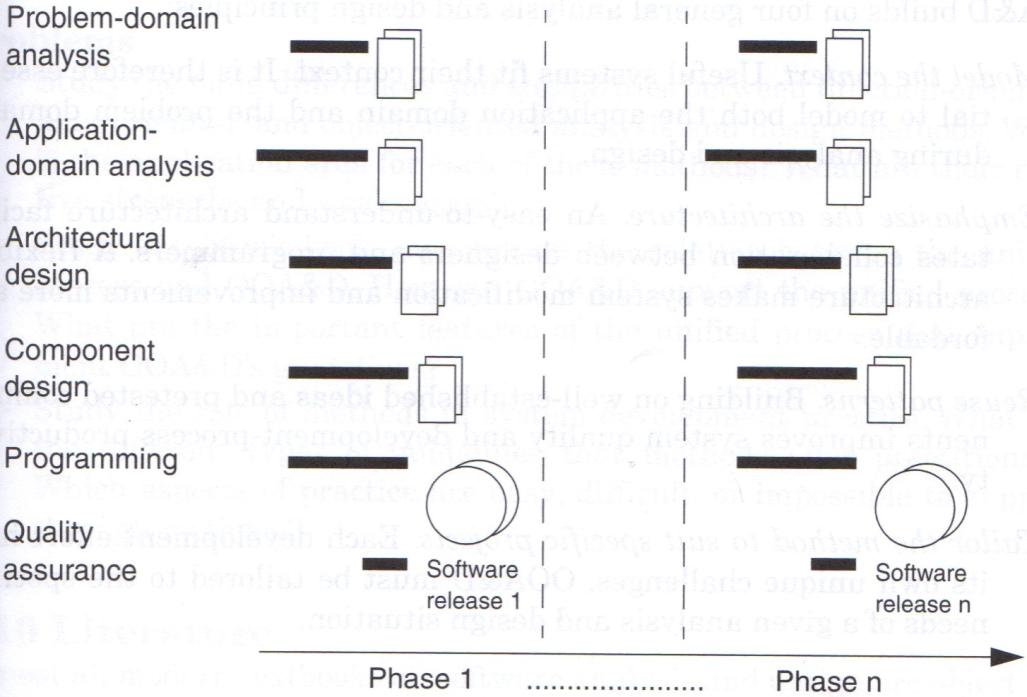 Problem-domain
analysis
Application-
domain analysis
Architectural
design
Component
design
Programming
Quality
assurance
Software
release 1
Software
release n
Phase 1 .................... Phase n